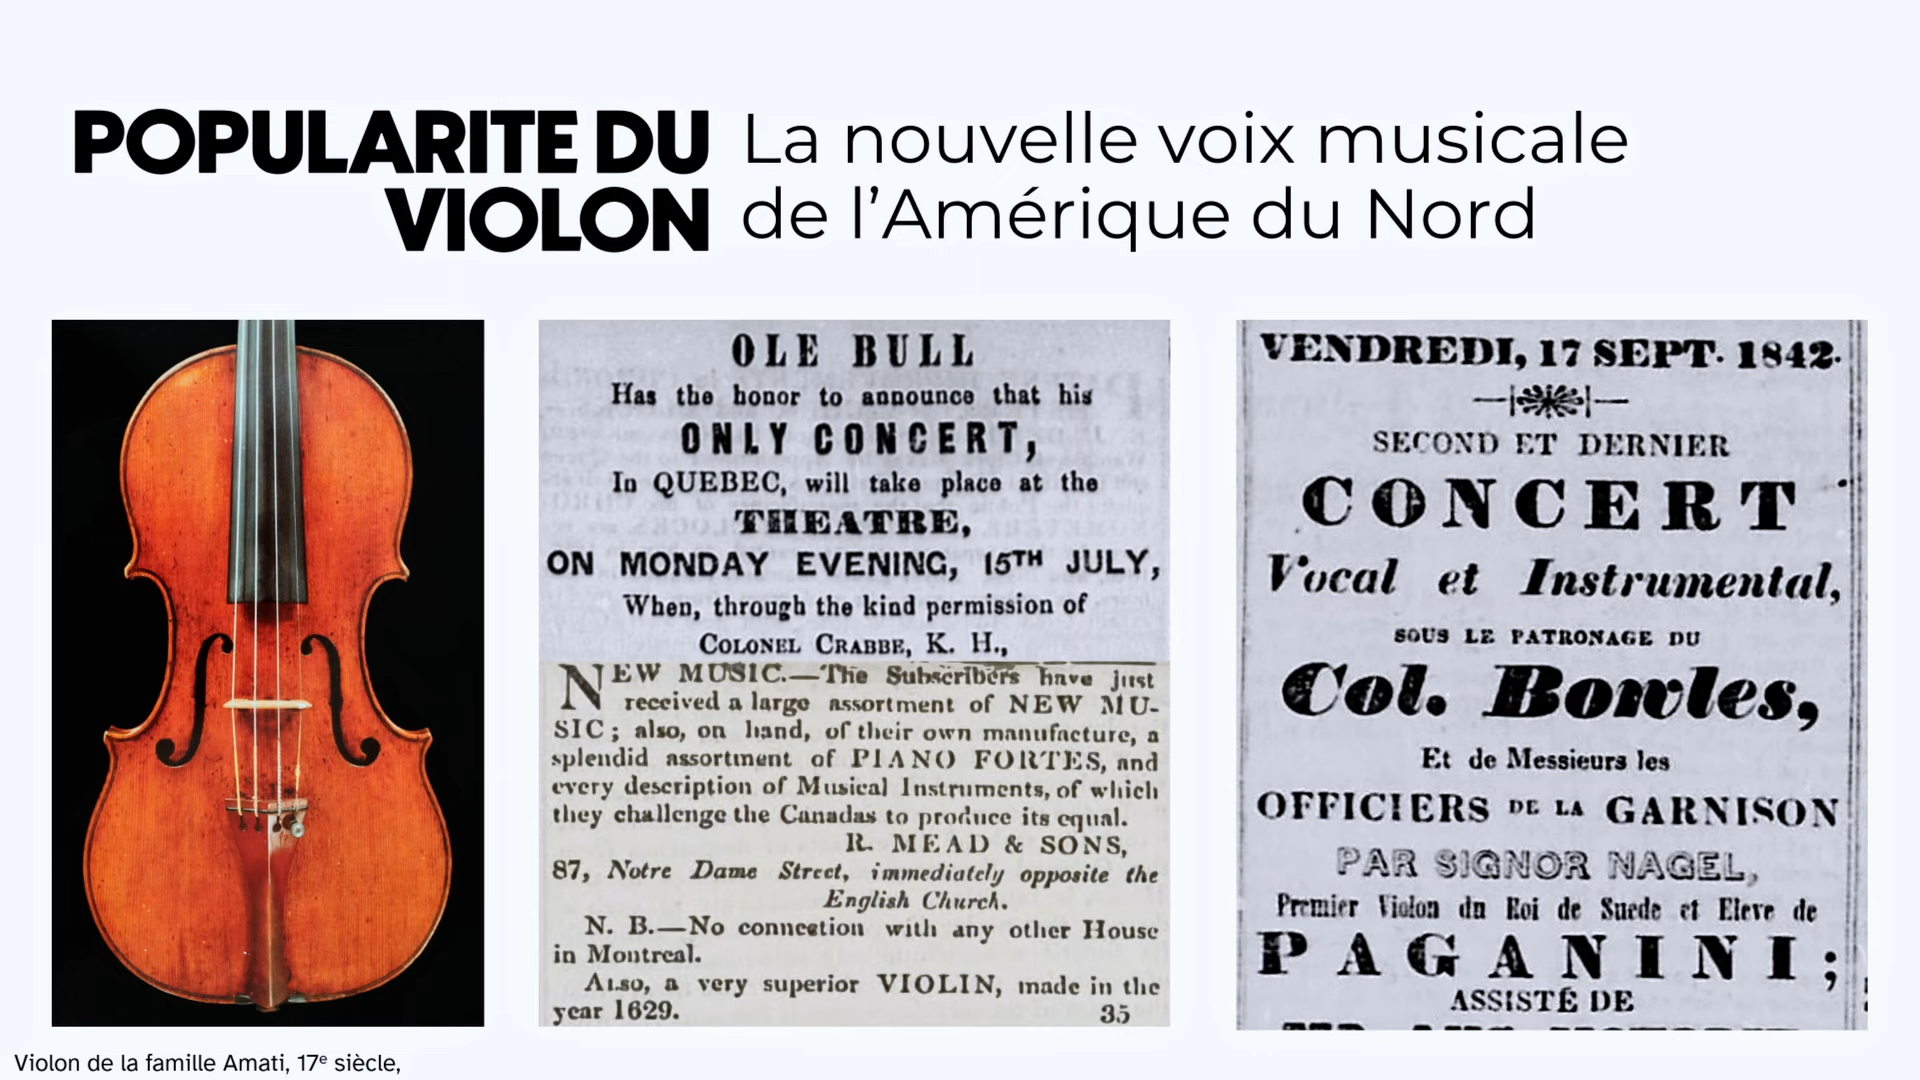 POPULARITE DU
VIOLON
La nouvelle voix musicale
de l’Amérique du Nord
OLE BULL
Has the honor to announce that his
ONLY CONCERT,
In QUEBEC, will take place at the
THEATRE,
ON MONDAY EVENING, 15TH JULY,
When, through the kind permission of
COLONEL CRABBE, K. H.,
NEW MUSIC.—The Subscribers have just
received a large assortment of NEW MU-
SIC; also, on hand, of their own manufacture, a
splendid assortment of PIANO FORTES, and
every description of Musical Instruments, of which
they challenge the Canadas to produce its equal.
R. MEAD & SONS,
87, Notre Dame Street, immediately opposite the
English Church.
N. B.—No connection with any other House
in Montreal.
Also, a very superior VIOLIN, made in the
year 1629. 35
VENDREDI, 17 SEPT. 1842.
SECOND ET DERNIER
CONCERT
Vocal et Instrumental,
SOUS LE PATRONAGE DU
Col. Bowles,
Et de Messieurs les
OFFICIERS DE LA GARNISON
PAR SIGNOR NAGEL,
Premier Violon du Roi de Suede et Eleve de
PAGANINI;
ASSISTÉ DE
Violon de la famille Amati, 17e siècle,